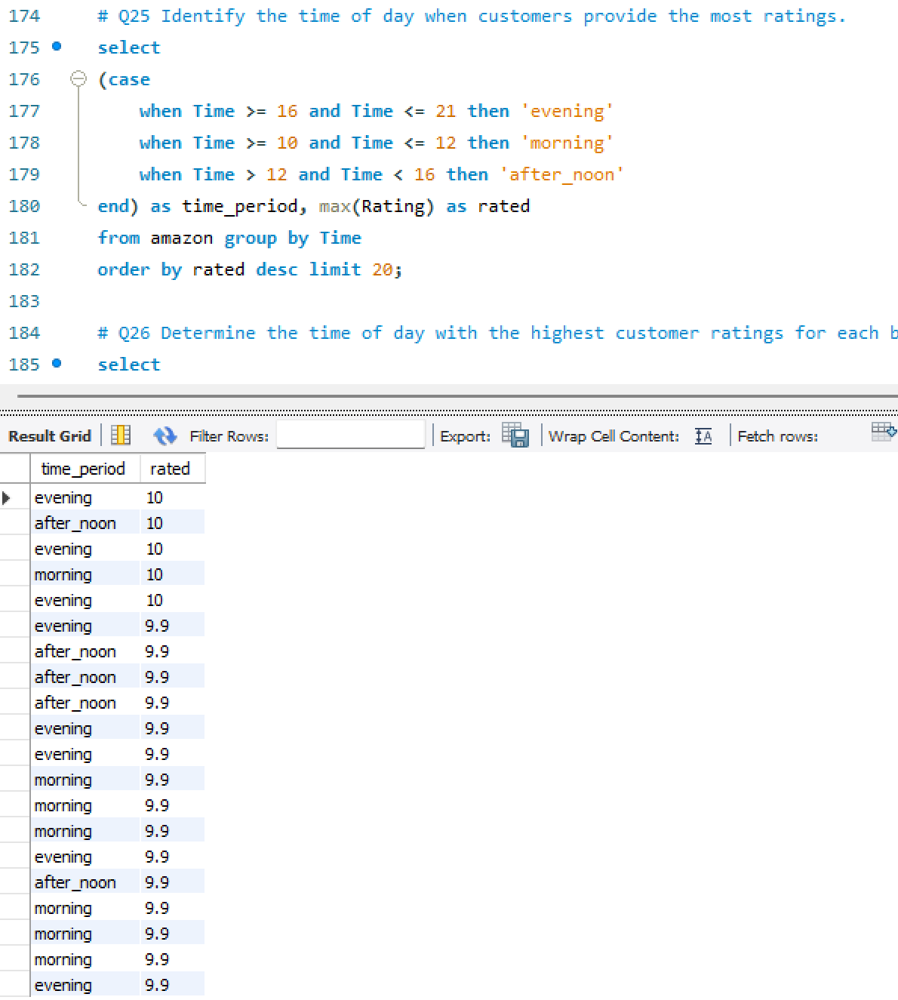 174 # Q25 Identify the time of day when customers provide the most ratings.
175 select
176 (case
177 when Time >= 16 and Time <= 21 then 'evening'
178 when Time >= 10 and Time <= 12 then 'morning'
179 when Time > 12 and Time < 16 then 'after_noon'
180 end) as time_period, max(Rating) as rated
181 from amazon group by Time
182 order by rated desc limit 20;
183
184 # Q26 Determine the time of day with the highest customer ratings for each b
185 select
Result Grid Filter Rows: Export: Wrap Cell Content: IA Fetch rows:
time_period rated
evening 10
after_noon 10
evening 10
morning 10
evening 10
evening 9.9
after_noon 9.9
after_noon 9.9
after_noon 9.9
evening 9.9
evening 9.9
morning 9.9
morning 9.9
morning 9.9
evening 9.9
after_noon 9.9
morning 9.9
morning 9.9
morning 9.9
evening 9.9